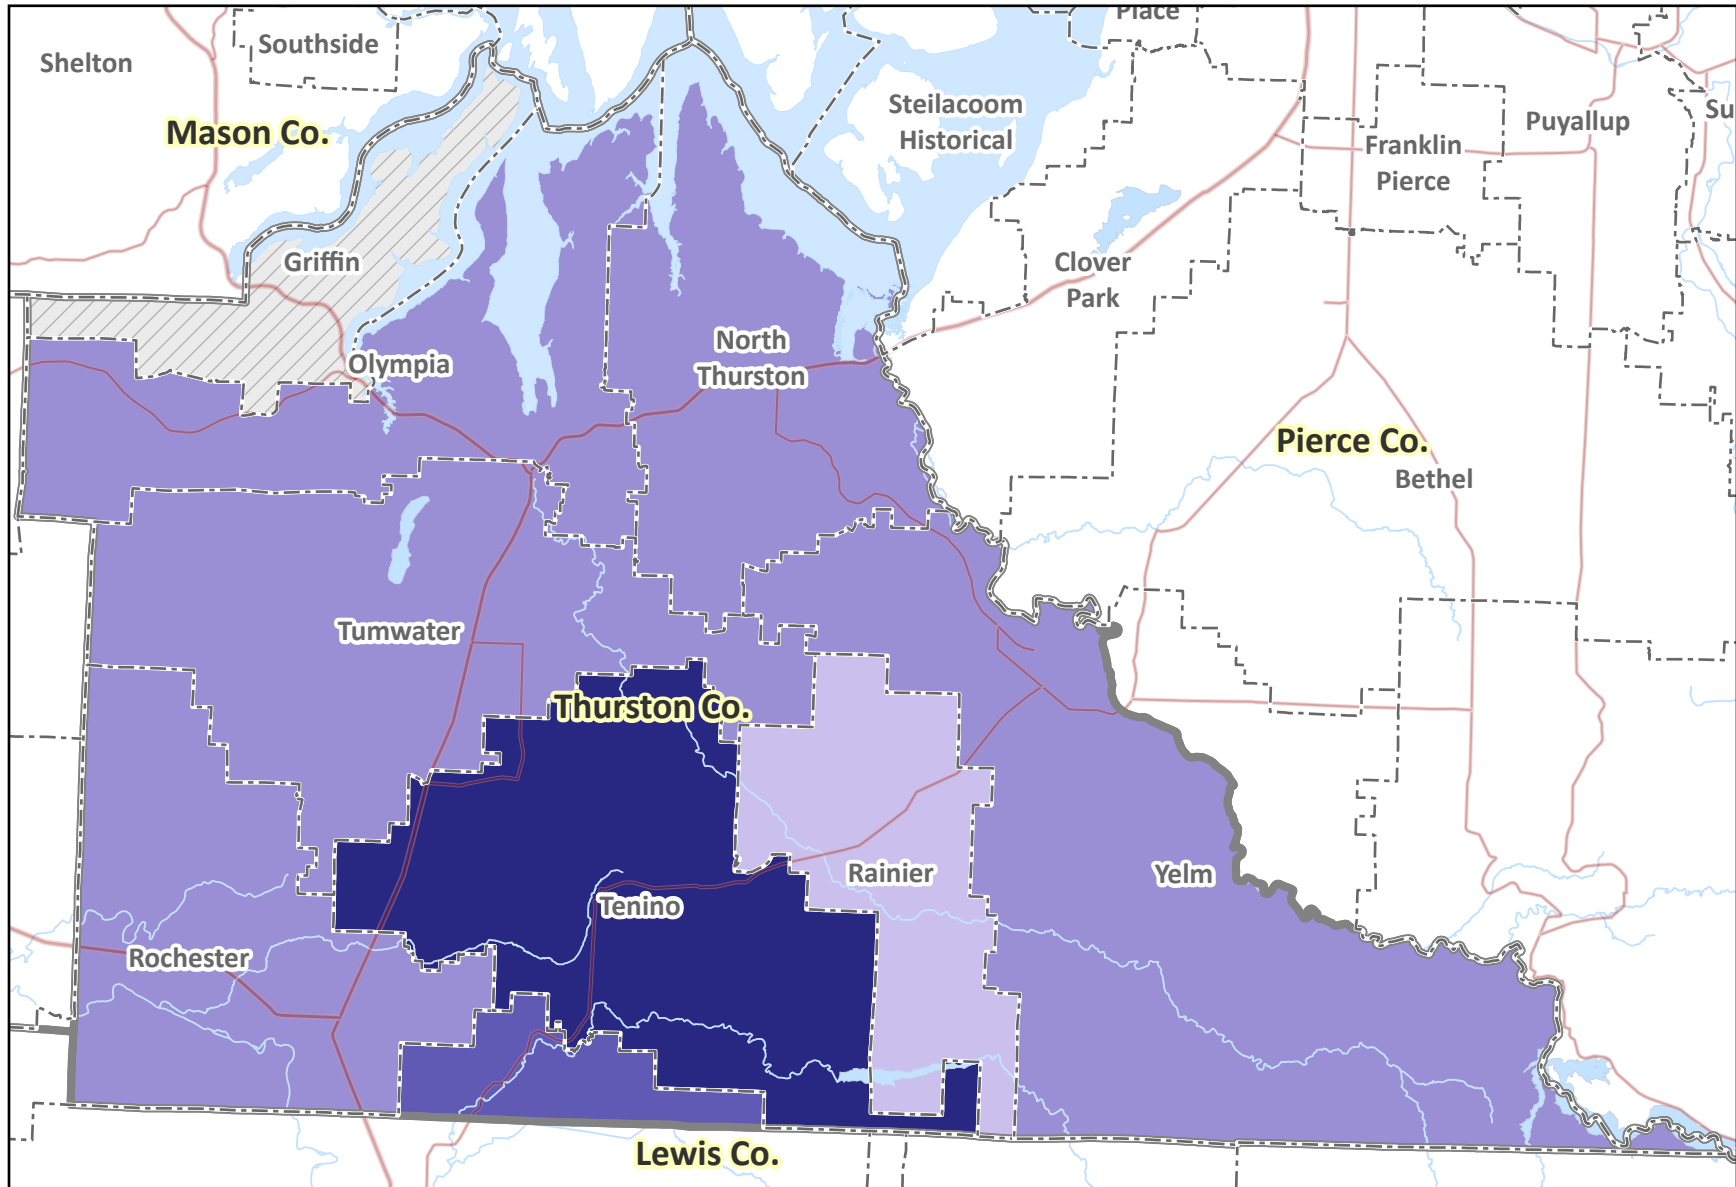 Place
Southside
Shelton
Steilacoom
Historical
Puyallup
Su
Mason Co.
Franklin
Pierce
Griffin
Clover
Park
North
Thurston
Olympia
Pierce Co.
Bethel
Tumwater
Thurston Co.
Rainier
Yelm
Tenino
Rochester
Lewis Co.